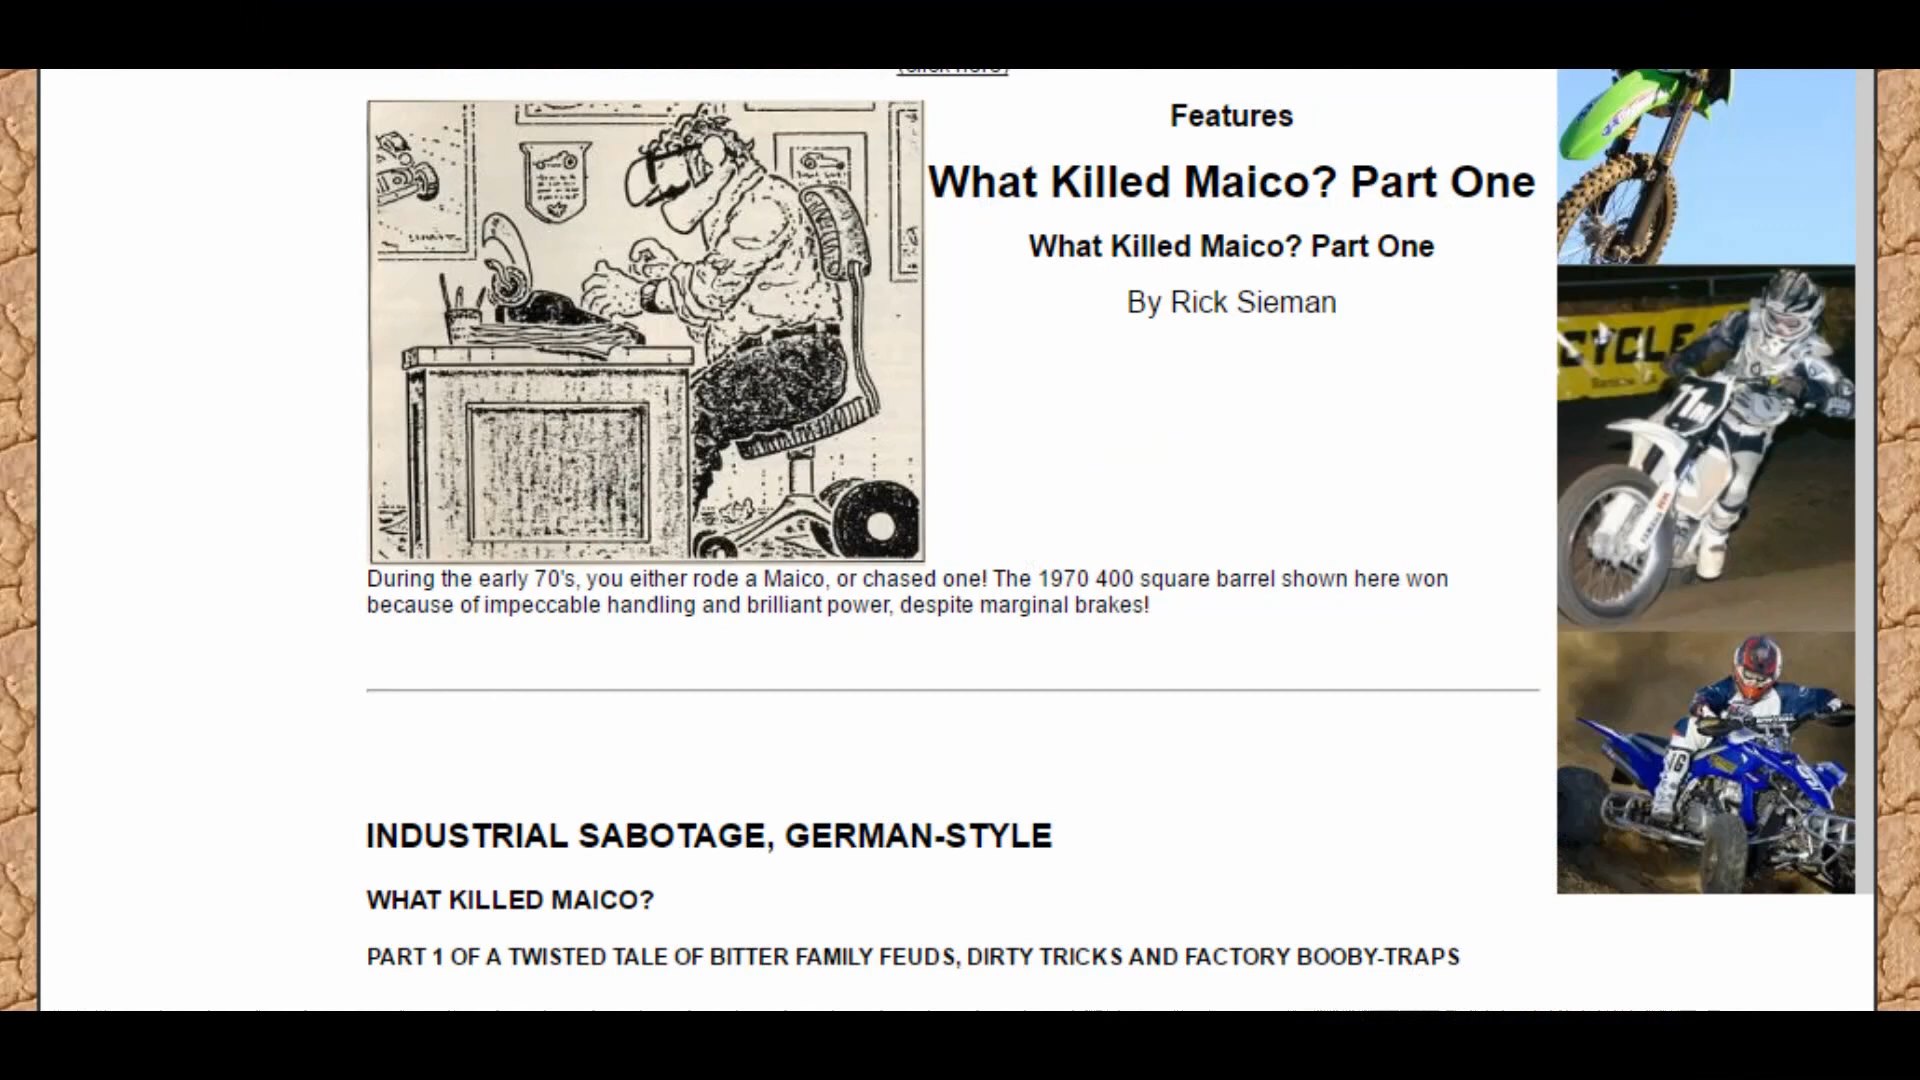 (click here)
Features
What Killed Maico? Part One
What Killed Maico? Part One
By Rick Sieman
CYCLE
During the early 70's, you either rode a Maico, or chased one! The 1970 400 square barrel shown here won
because of impeccable handling and brilliant power, despite marginal brakes!
INDUSTRIAL SABOTAGE, GERMAN-STYLE
WHAT KILLED MAICO?
PART 1 OF A TWISTED TALE OF BITTER FAMILY FEUDS, DIRTY TRICKS AND FACTORY BOOBY-TRAPS